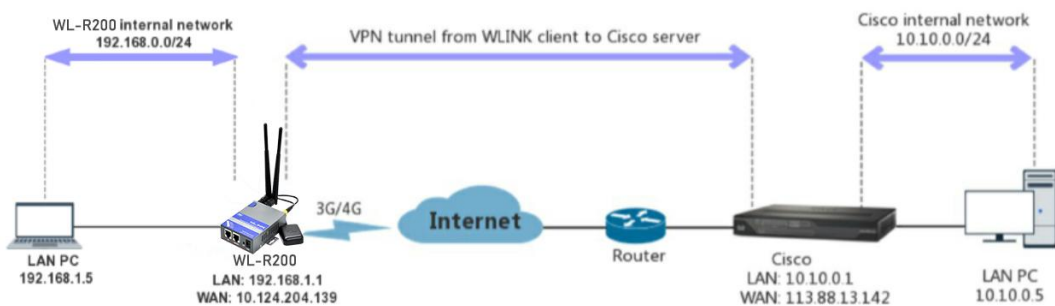 WL-R200 internal network
192.168.0.0/24
VPN tunnel from WLINK client to Cisco server
Cisco internal network
10.10.0.0/24
3G/4G
Internet
Router
LAN PC
192.168.1.5
WL-R200
LAN: 192.168.1.1
WAN: 10.124.204.139
Cisco
LAN: 10.10.0.1
WAN: 113.88.13.142
LAN PC
10.10.0.5